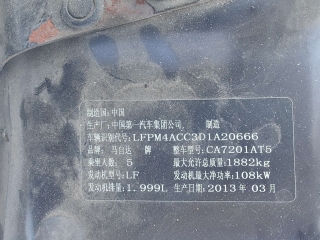 制造国:中国
生产厂:中国第一汽车集团公司 制造
车辆识别代号:LFPM4ACC3D1A20666
品牌:马自达 牌 整车型号:CA7201AT5
乘坐人数:5 最大允许总质量:1882kg
发动机型号:LF 发动机最大净功率:108kW
发动机排量:1.999L 生产日期:2013年03月